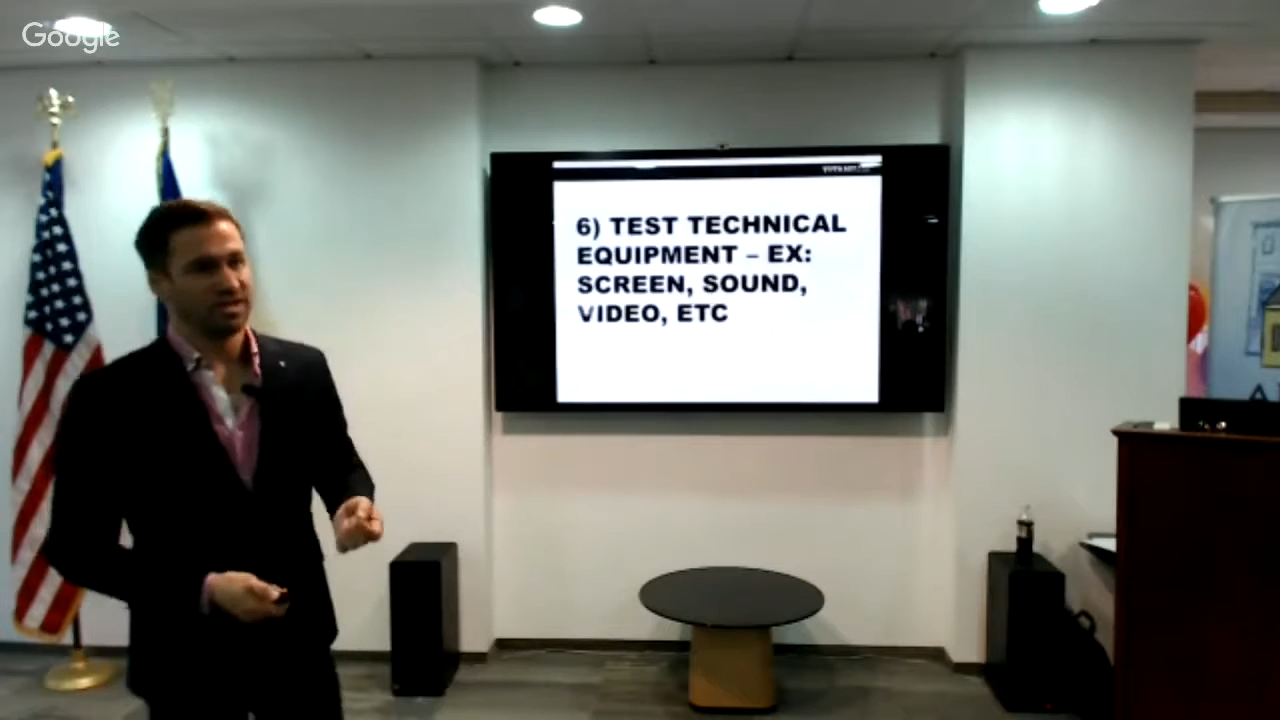 Google
6) TEST TECHNICAL
EQUIPMENT – EX:
SCREEN, SOUND,
VIDEO, ETC